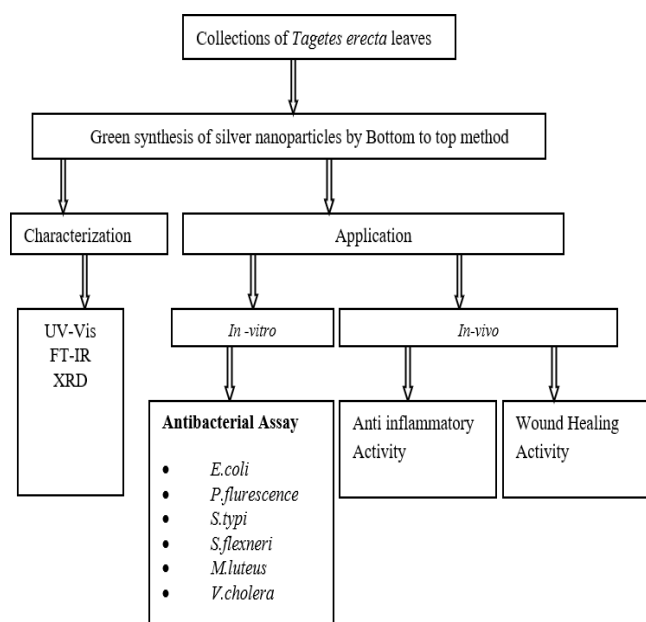 Collections of Tagetes erecta leaves
Green synthesis of silver nanoparticles by Bottom to top method
Characterization
Application
UV-Vis
FT-IR
XRD
In -vitro
In-vivo
Antibacterial Assay
• E.coli
• P.flurescence
• S.typi
• S.flexneri
• M.luteus
• V.cholera
Anti inflammatory
Activity
Wound Healing
Activity